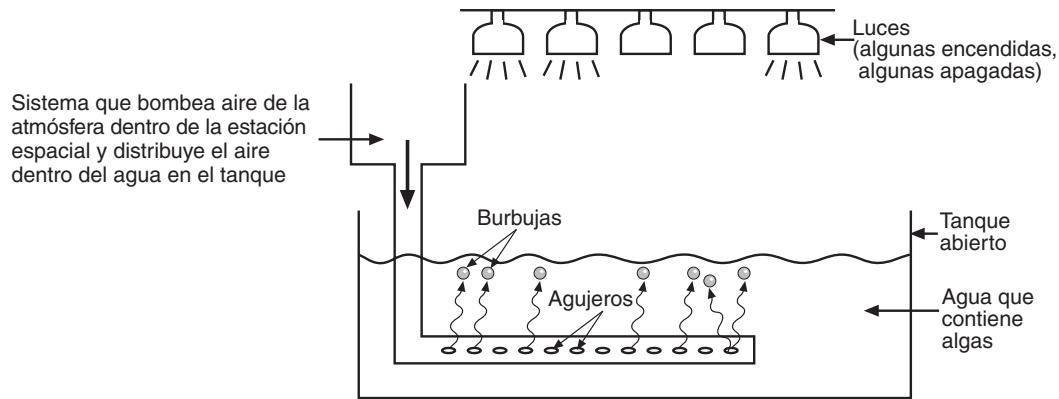 Luces
(algunas encendidas,
algunas apagadas)
Sistema que bombea aire de la
atmósfera dentro de la estación
espacial y distribuye el aire
dentro del agua en el tanque
Burbujas
Tanque
abierto
Agujeros
Agua que
contiene
algas